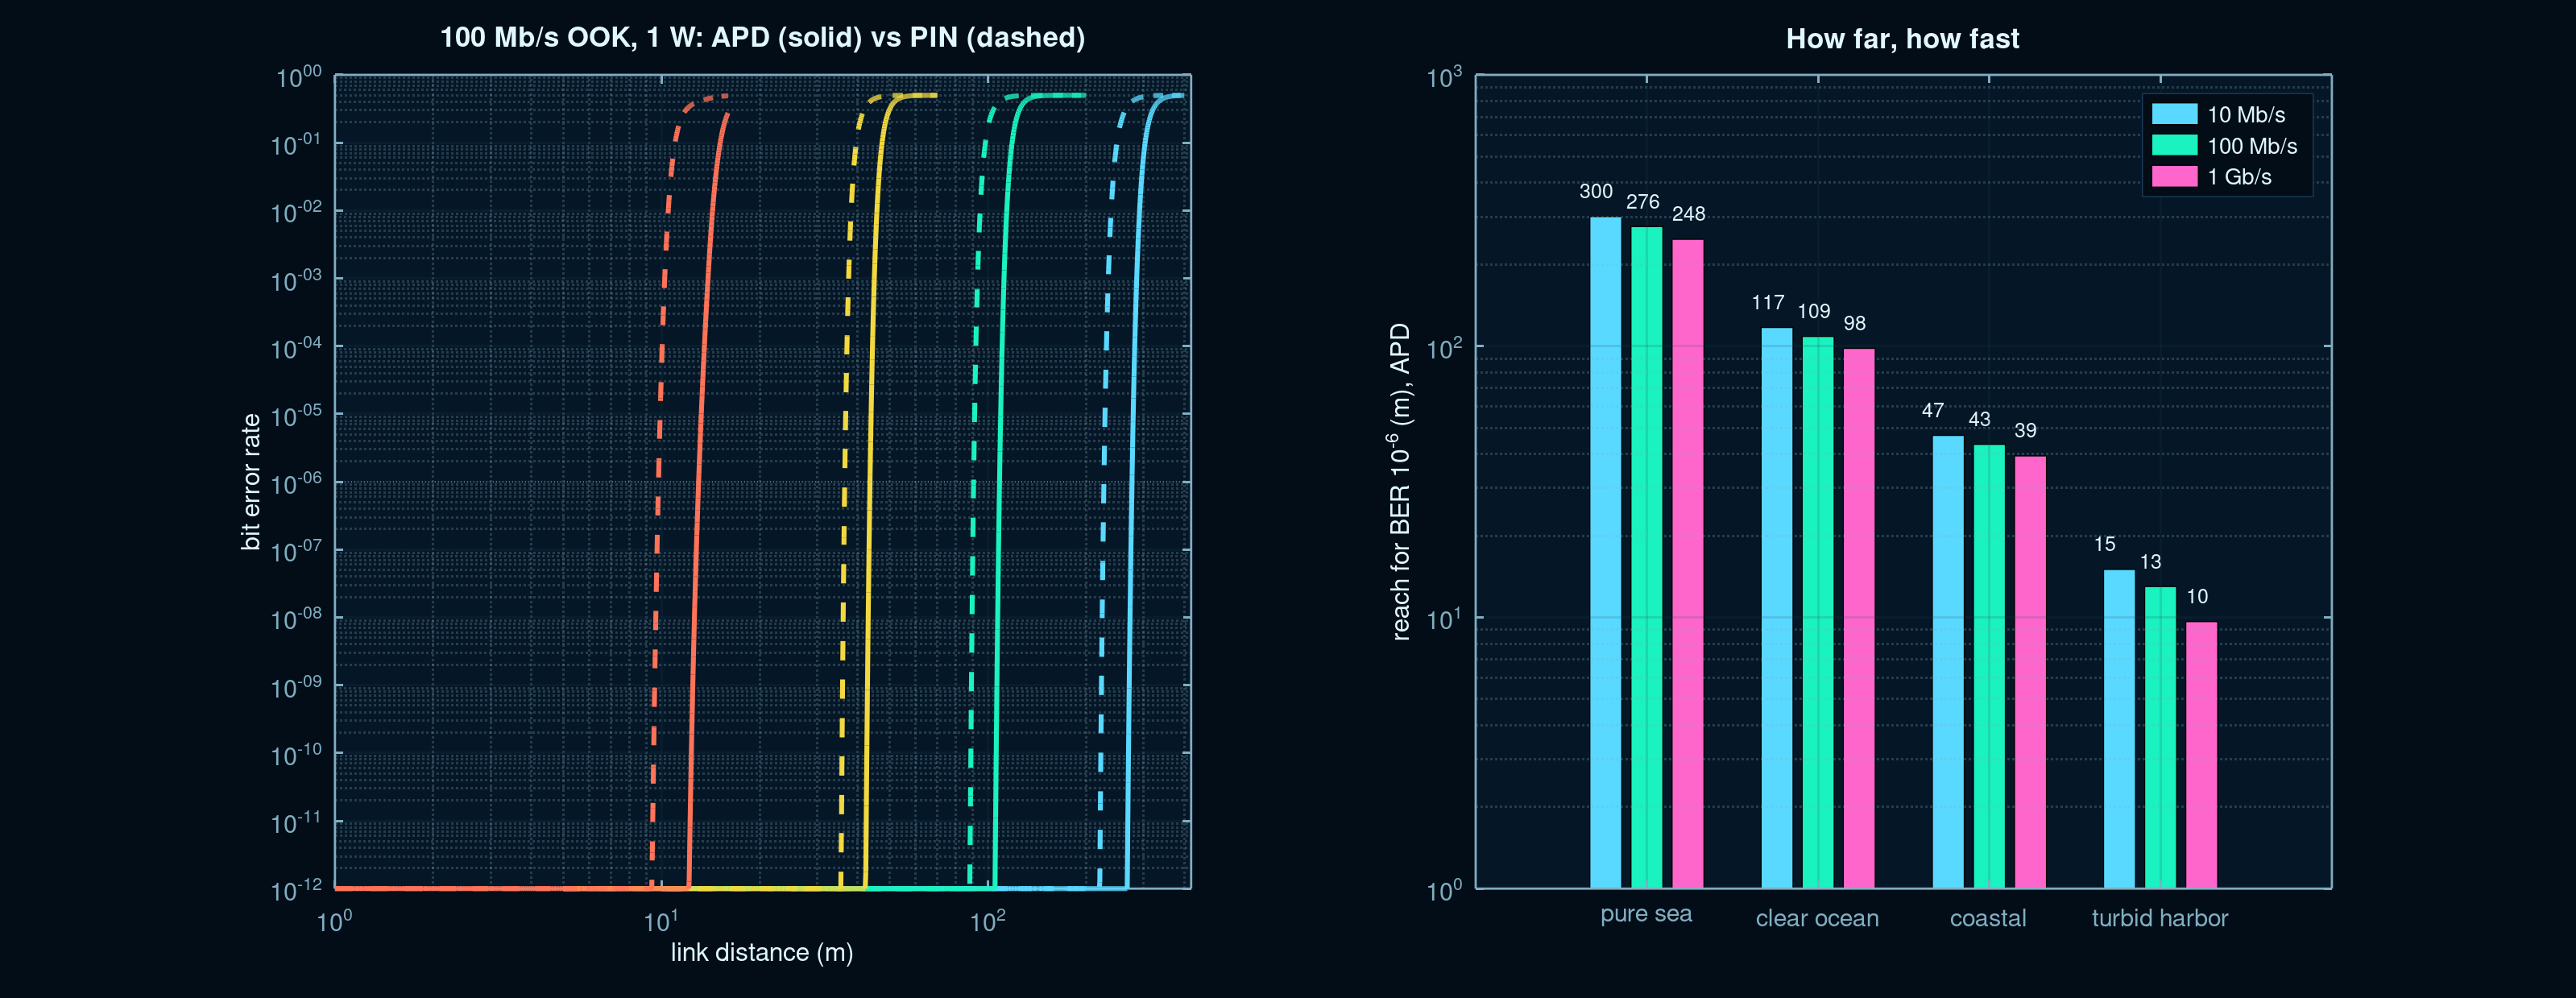 100 Mb/s OOK, 1 W: APD (solid) vs PIN (dashed)
10^00
10^-01
10^-02
10^-03
10^-04
10^-05
10^-06
10^-07
10^-08
10^-09
10^-10
10^-11
10^-12
bit error rate
10^0 10^1 10^2
link distance (m)
How far, how fast
10^3
10^2
10^1
10^0
reach for BER 10^-6 (m), APD
10 Mb/s
100 Mb/s
1 Gb/s
300 276 248
117 109 98
47 43 39
15 13 10
pure sea clear ocean coastal turbid harbor